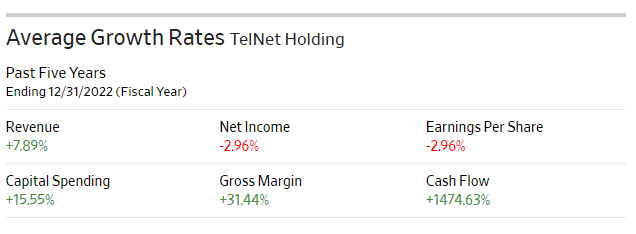 Average Growth Rates TelNet Holding
Past Five Years
Ending 12/31/2022 (Fiscal Year)
Revenue
+7.89%
Net Income
-2.96%
Earnings Per Share
-2.96%
Capital Spending
+15.55%
Gross Margin
+31.44%
Cash Flow
+1474.63%